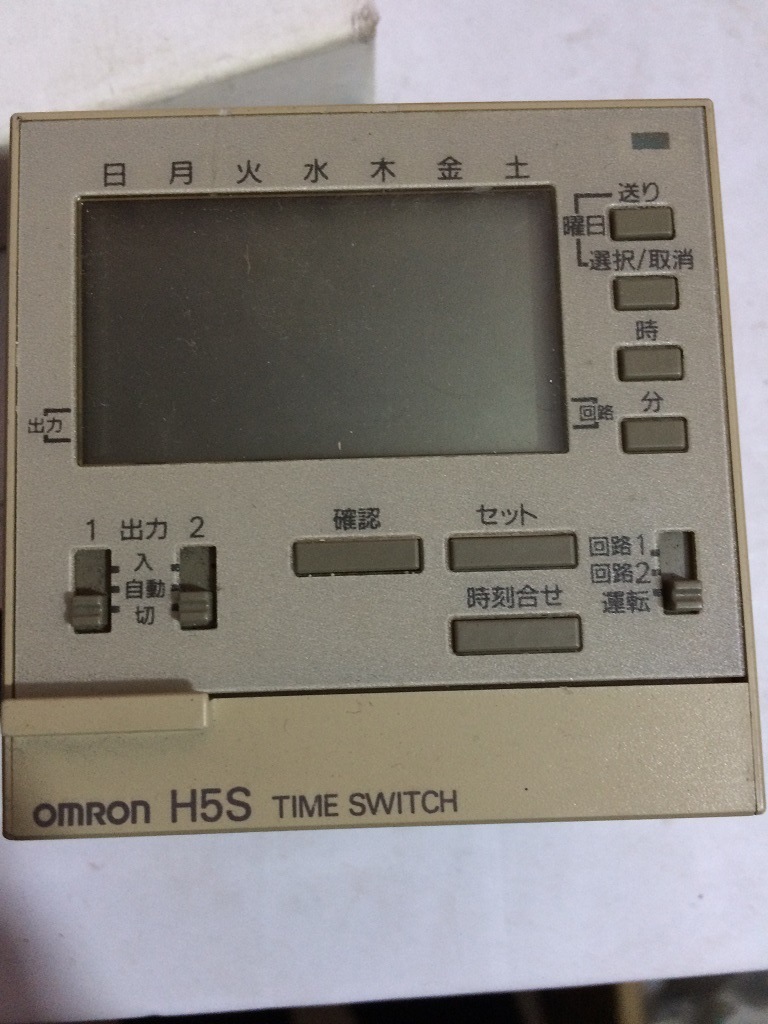 日 月 火 水 木 金 土
送り
曜日
選択/取消
時
分
出力
回路
1 出力 2
入
自動
切
確認
セット
時刻合せ
回路1
回路2
運転
OMRON H5S TIME SWITCH